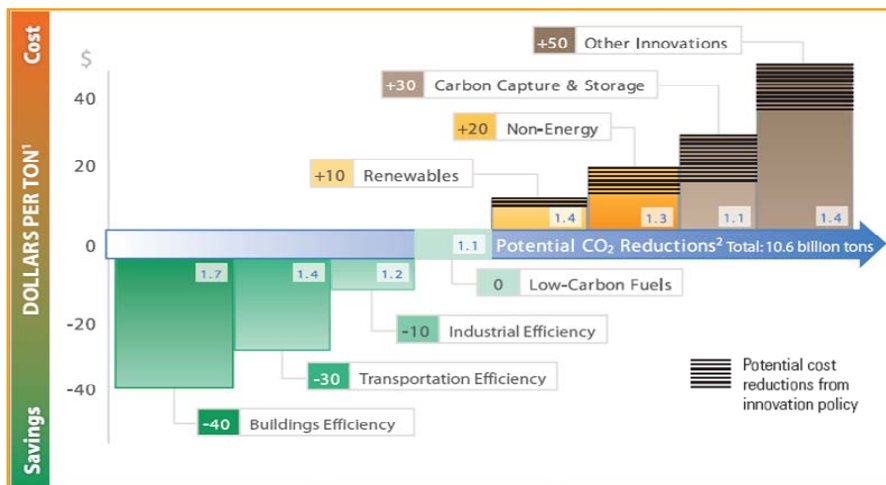 Cost
DOLLARS PER TON¹
Savings
$
40
20
0
-20
-40
+50 Other Innovations
+30 Carbon Capture & Storage
+20 Non-Energy
+10 Renewables
1.4
1.3
1.1
1.4
1.1
Potential CO₂ Reductions² Total: 10.6 billion tons
1.7
1.4
1.2
0 Low-Carbon Fuels
-10 Industrial Efficiency
-30 Transportation Efficiency
-40 Buildings Efficiency
Potential cost
reductions from
innovation policy